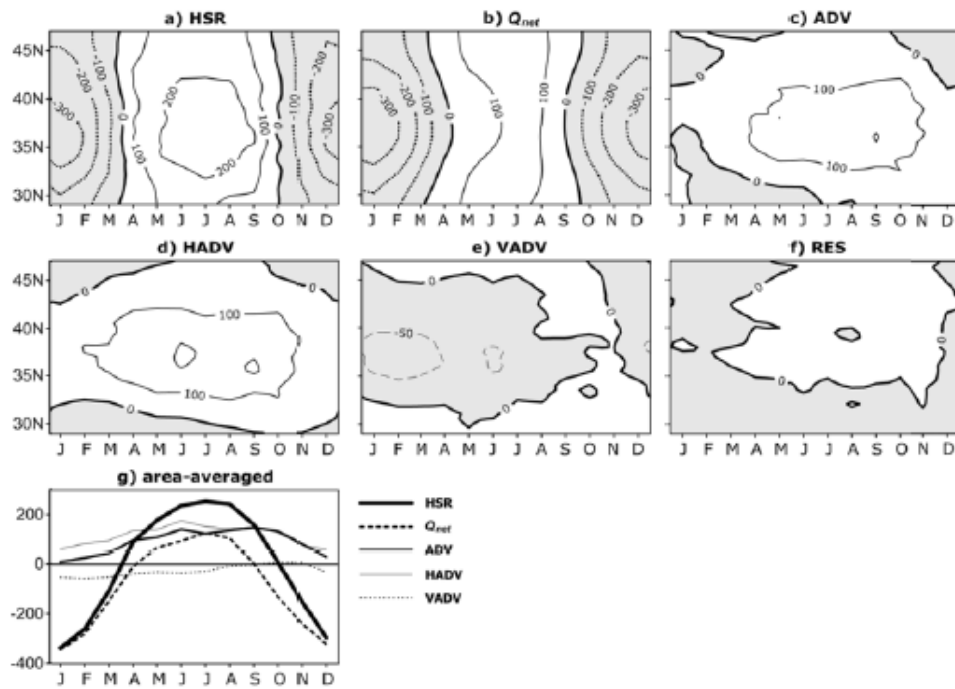 a) HSR
b) Qnet
c) ADV
45N
40N
35N
30N
-300
-200
-100
0
100
200
200
100
0
-100
-200
-300
-300
-200
-100
0
100
100
0
-100
-200
-300
0
0
100
100
0
J F M A M J J A S O N D
J F M A M J J A S O N D
J F M A M J J A S O N D
d) HADV
e) VADV
f) RES
45N
40N
35N
30N
0
0
100
100
0
0
-50
0
0
0
0
0
0
J F M A M J J A S O N D
J F M A M J J A S O N D
J F M A M J J A S O N D
g) area-averaged
200
0
-200
-400
J F M A M J J A S O N D
HSR
Qnet
ADV
HADV
VADV